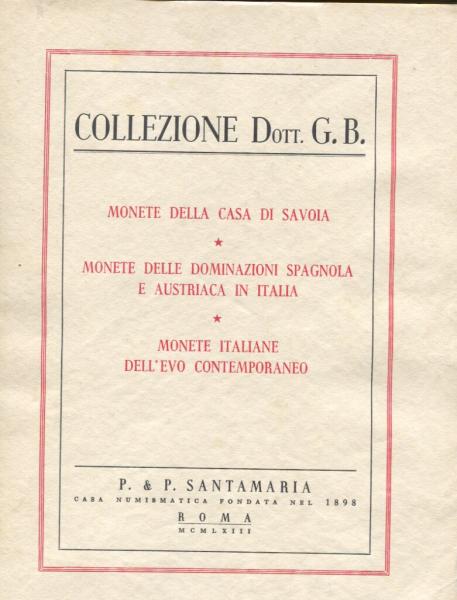 COLLEZIONE DOTT. G. B.
MONETE DELLA CASA DI SAVOIA
★
MONETE DELLE DOMINAZIONI SPAGNOLA
E AUSTRIACA IN ITALIA
★
MONETE ITALIANE
DELL'EVO CONTEMPORANEO
P. & P. SANTAMARIA
CASA NUMISMATICA FONDATA NEL 1898
ROMA
MCMLXIII